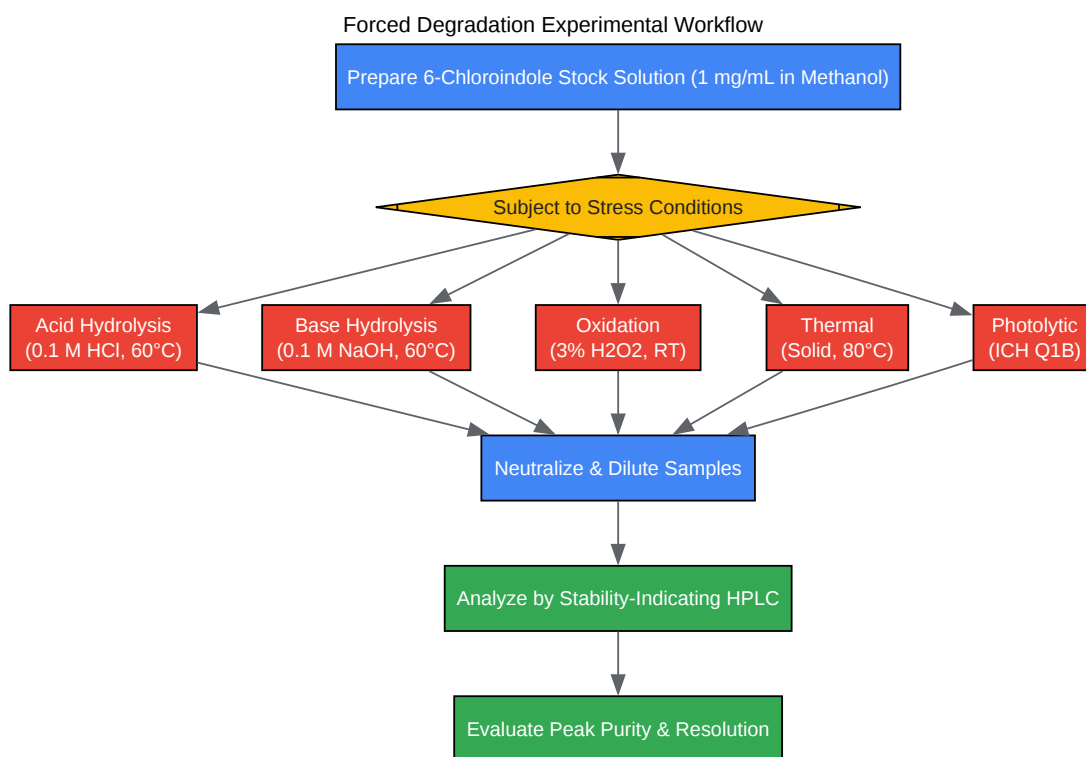 Forced Degradation Experimental Workflow
Prepare 6-Chloroindole Stock Solution (1 mg/mL in Methanol)
Subject to Stress Conditions
Acid Hydrolysis
(0.1 M HCl, 60°C)
Base Hydrolysis
(0.1 M NaOH, 60°C)
Oxidation
(3% H2O2, RT)
Thermal
(Solid, 80°C)
Photolytic
(ICH Q1B)
Neutralize & Dilute Samples
Analyze by Stability-Indicating HPLC
Evaluate Peak Purity & Resolution